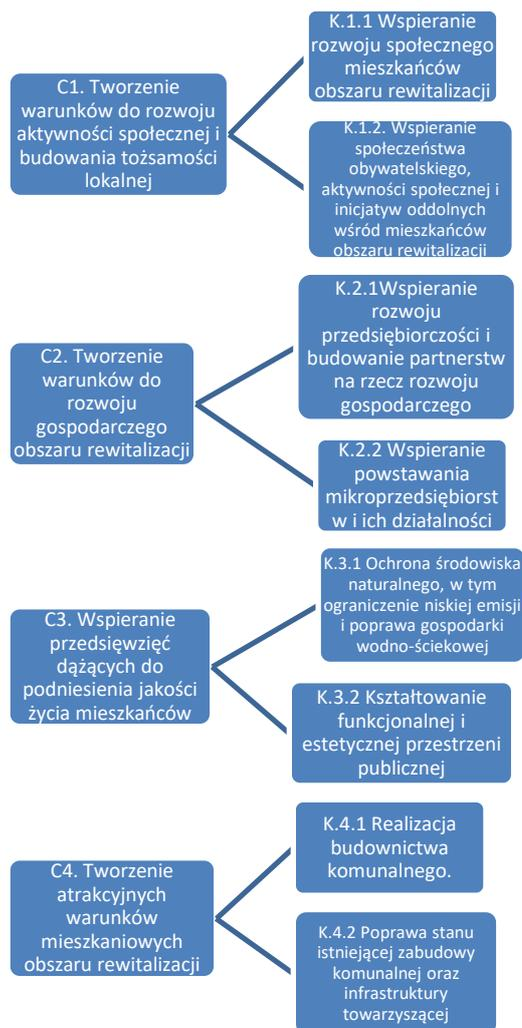 C1. Tworzenie
warunków do rozwoju
aktywności społecznej i
budowania tożsamości
lokalnej
K.1.1 Wspieranie
rozwoju społecznego
mieszkańców
obszaru rewitalizacji
K.1.2. Wspieranie
społeczeństwa
obywatelskiego,
aktywności społecznej i
inicjatyw oddolnych
wśród mieszkańców
obszaru rewitalizacji
C2. Tworzenie
warunków do
rozwoju
gospodarczego
obszaru rewitalizacji
K.2.1Wspieranie
rozwoju
przedsiębiorczości i
budowanie partnerstw
na rzecz rozwoju
gospodarczego
K.2.2 Wspieranie
powstawania
mikroprzedsiębiorst
w i ich działalności
C3. Wspieranie
przedsięwzięć
dążących do
podniesienia jakości
życia mieszkańców
K.3.1 Ochrona środowiska
naturalnego, w tym
ograniczenie niskiej emisji
i poprawa gospodarki
wodno-ściekowej
K.3.2 Kształtowanie
funkcjonalnej i
estetycznej przestrzeni
publicznej
C4. Tworzenie
atrakcyjnych
warunków
mieszkaniowych
obszaru rewitalizacji
K.4.1 Realizacja
budownictwa
komunalnego.
K.4.2 Poprawa stanu
istniejącej zabudowy
komunalnej oraz
infrastruktury
towarzyszącej